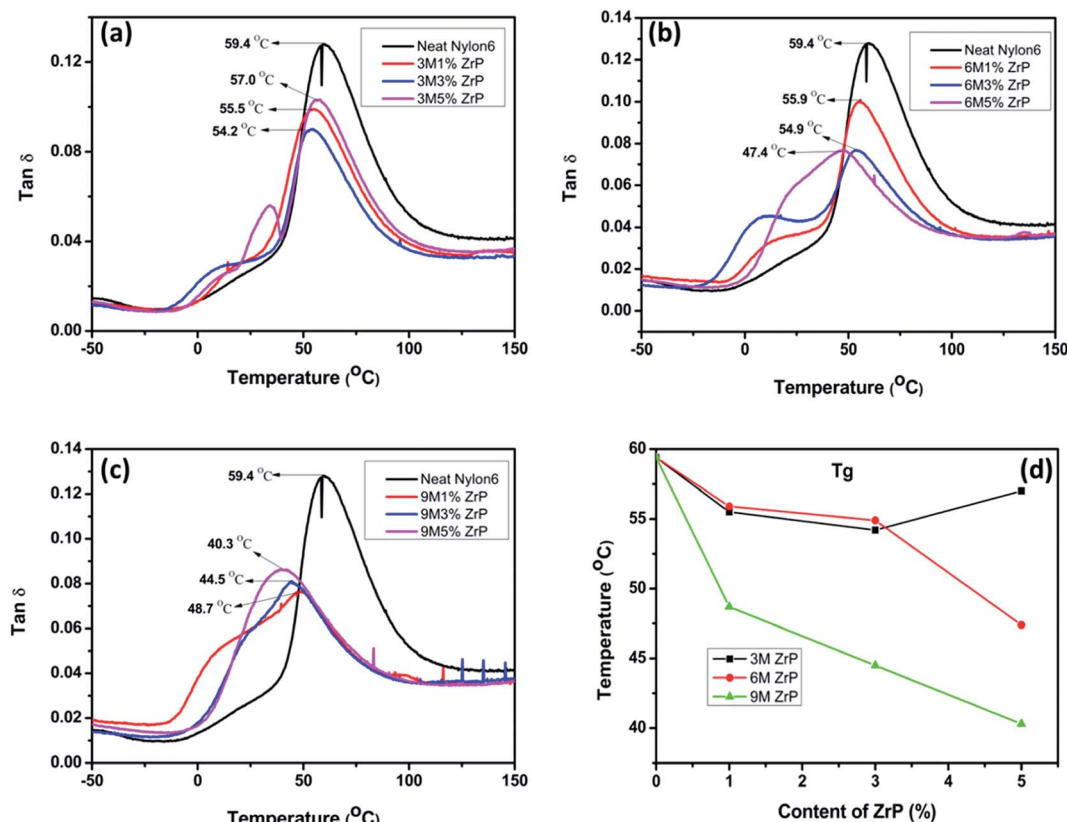 (a)
Neat Nylon6
3M1% ZrP
3M3% ZrP
3M5% ZrP
59.4 °C
57.0 °C
55.5 °C
54.2 °C
0.12
0.08
0.04
0.00
Tan δ
-50 0 50 100 150
Temperature (°C)
(b)
Neat Nylon6
6M1% ZrP
6M3% ZrP
6M5% ZrP
59.4 °C
55.9 °C
54.9 °C
47.4 °C
0.14
0.12
0.10
0.08
0.06
0.04
0.02
0.00
Tan δ
-50 0 50 100 150
Temperature (°C)
(c)
Neat Nylon6
9M1% ZrP
9M3% ZrP
9M5% ZrP
59.4 °C
40.3 °C
44.5 °C
48.7 °C
0.14
0.12
0.10
0.08
0.06
0.04
0.02
0.00
Tan δ
-50 0 50 100 150
Temperature (°C)
Tg
(d)
3M ZrP
6M ZrP
9M ZrP
60
55
50
45
40
Temperature (°C)
0 1 2 3 4 5
Content of ZrP (%)